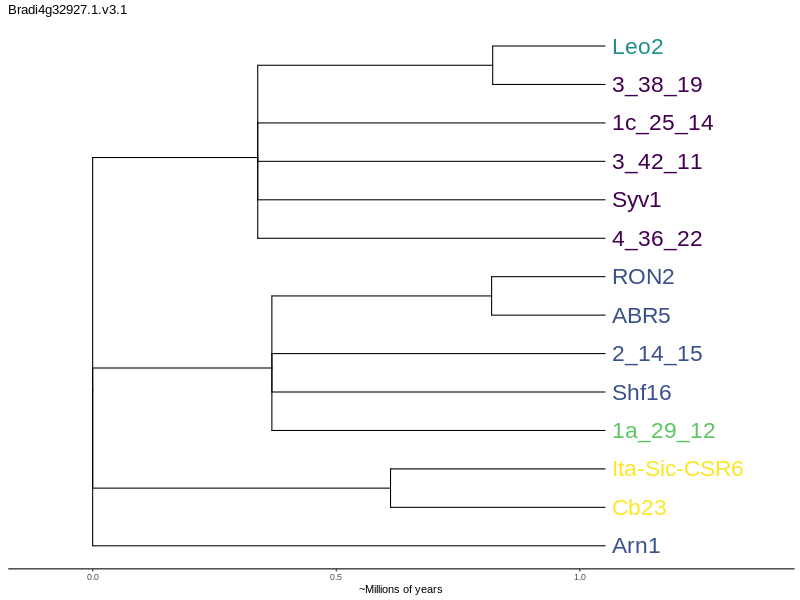 Bradi4g32927.1.v3.1
Leo2
3_38_19
1c_25_14
3_42_11
Syv1
4_36_22
RON2
ABR5
2_14_15
Shf16
1a_29_12
Ita-Sic-CSR6
Cb23
Arn1
0.0 0.5 1.0
~Millions of years